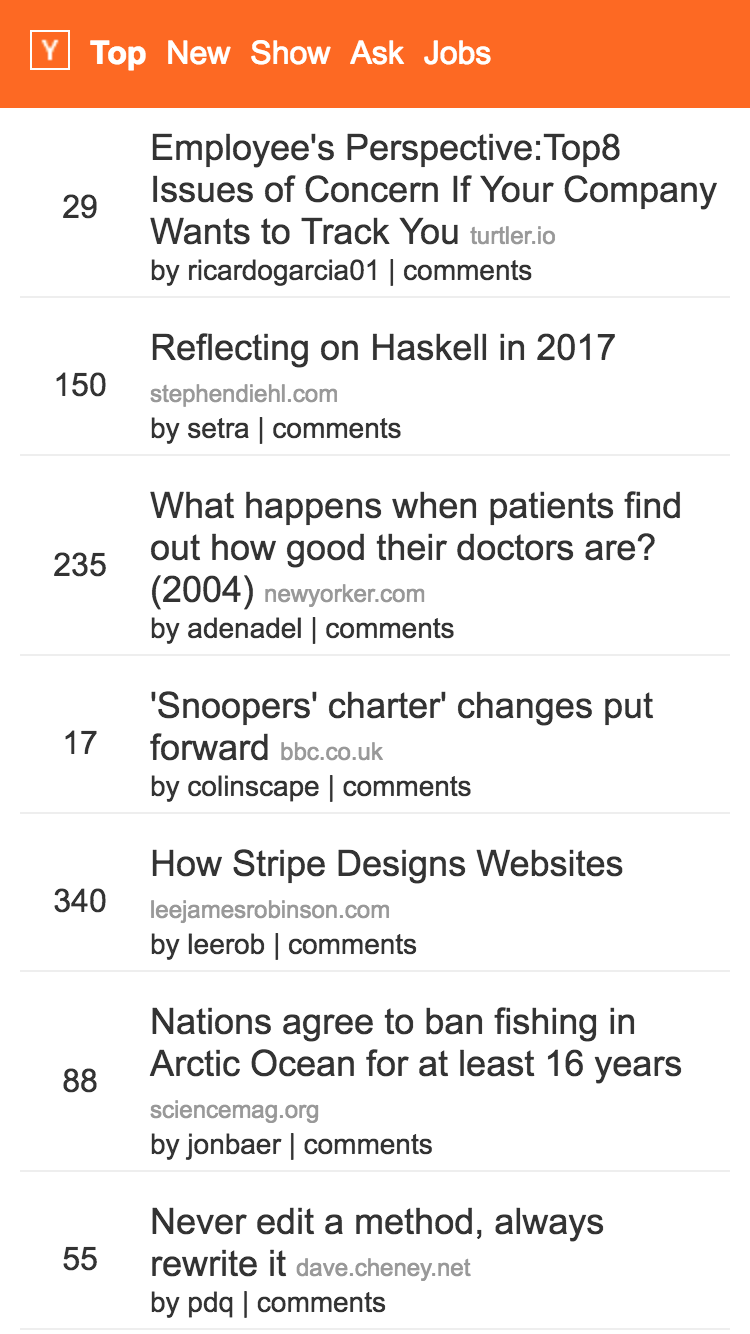 Y Top New Show Ask Jobs
Employee's Perspective:Top8
Issues of Concern If Your Company
29
Wants to Track You turtler.io
by ricardogarcia01 | comments
Reflecting on Haskell in 2017
150
stephendiehl.com
by setra | comments
What happens when patients find
out how good their doctors are?
235
(2004) newyorker.com
by adenadel | comments
'Snoopers' charter' changes put
17
forward bbc.co.uk
by colinscape | comments
How Stripe Designs Websites
340
leejamesrobinson.com
by leerob | comments
Nations agree to ban fishing in
Arctic Ocean for at least 16 years
88
sciencemag.org
by jonbaer | comments
Never edit a method, always
55
rewrite it dave.cheney.net
by pdq | comments